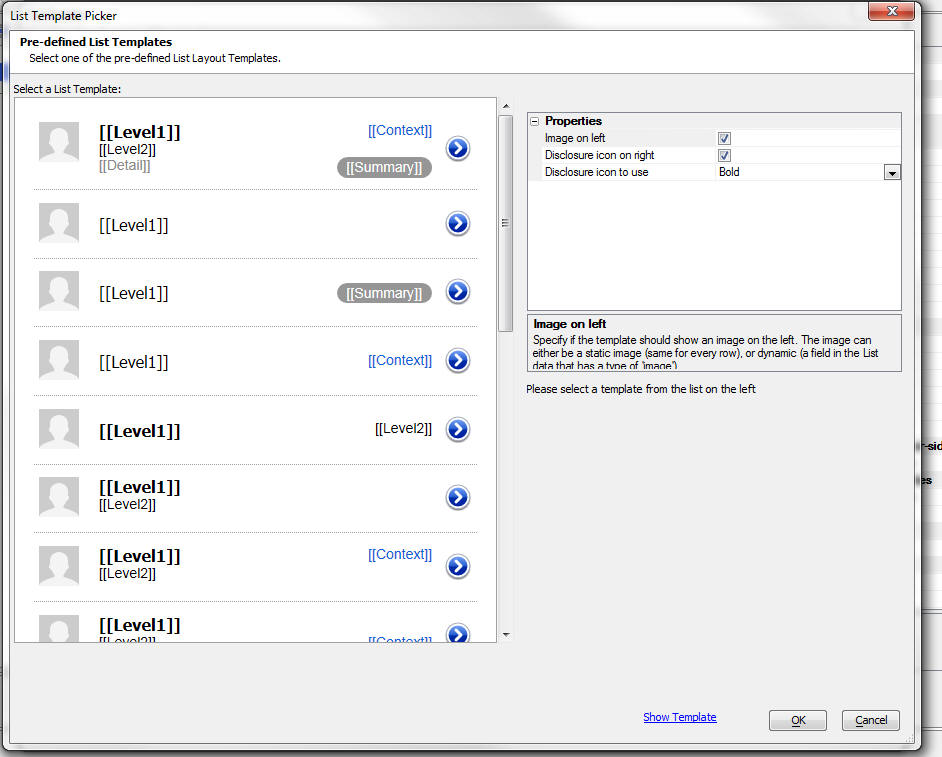 List Template Picker
Pre-defined List Templates
Select one of the pre-defined List Layout Templates.
Select a List Template:
[[Level1]]
[[Context]]
[[Level2]]
[[Detail]]
[[Summary]]
[[Level1]]
[[Level1]]
[[Summary]]
[[Level1]]
[[Context]]
[[Level1]]
[[Level2]]
[[Level1]]
[[Level2]]
[[Level1]]
[[Context]]
[[Level2]]
[[Level1]]
[[Level2]]
[[Context]]
Properties
Image on left
Disclosure icon on right
Disclosure icon to use Bold
Image on left
Specify if the template should show an image on the left. The image can
either be a static image (same for every row), or dynamic (a field in the List
data that has a type of 'image')
Please select a template from the list on the left
Show Template
OK
Cancel